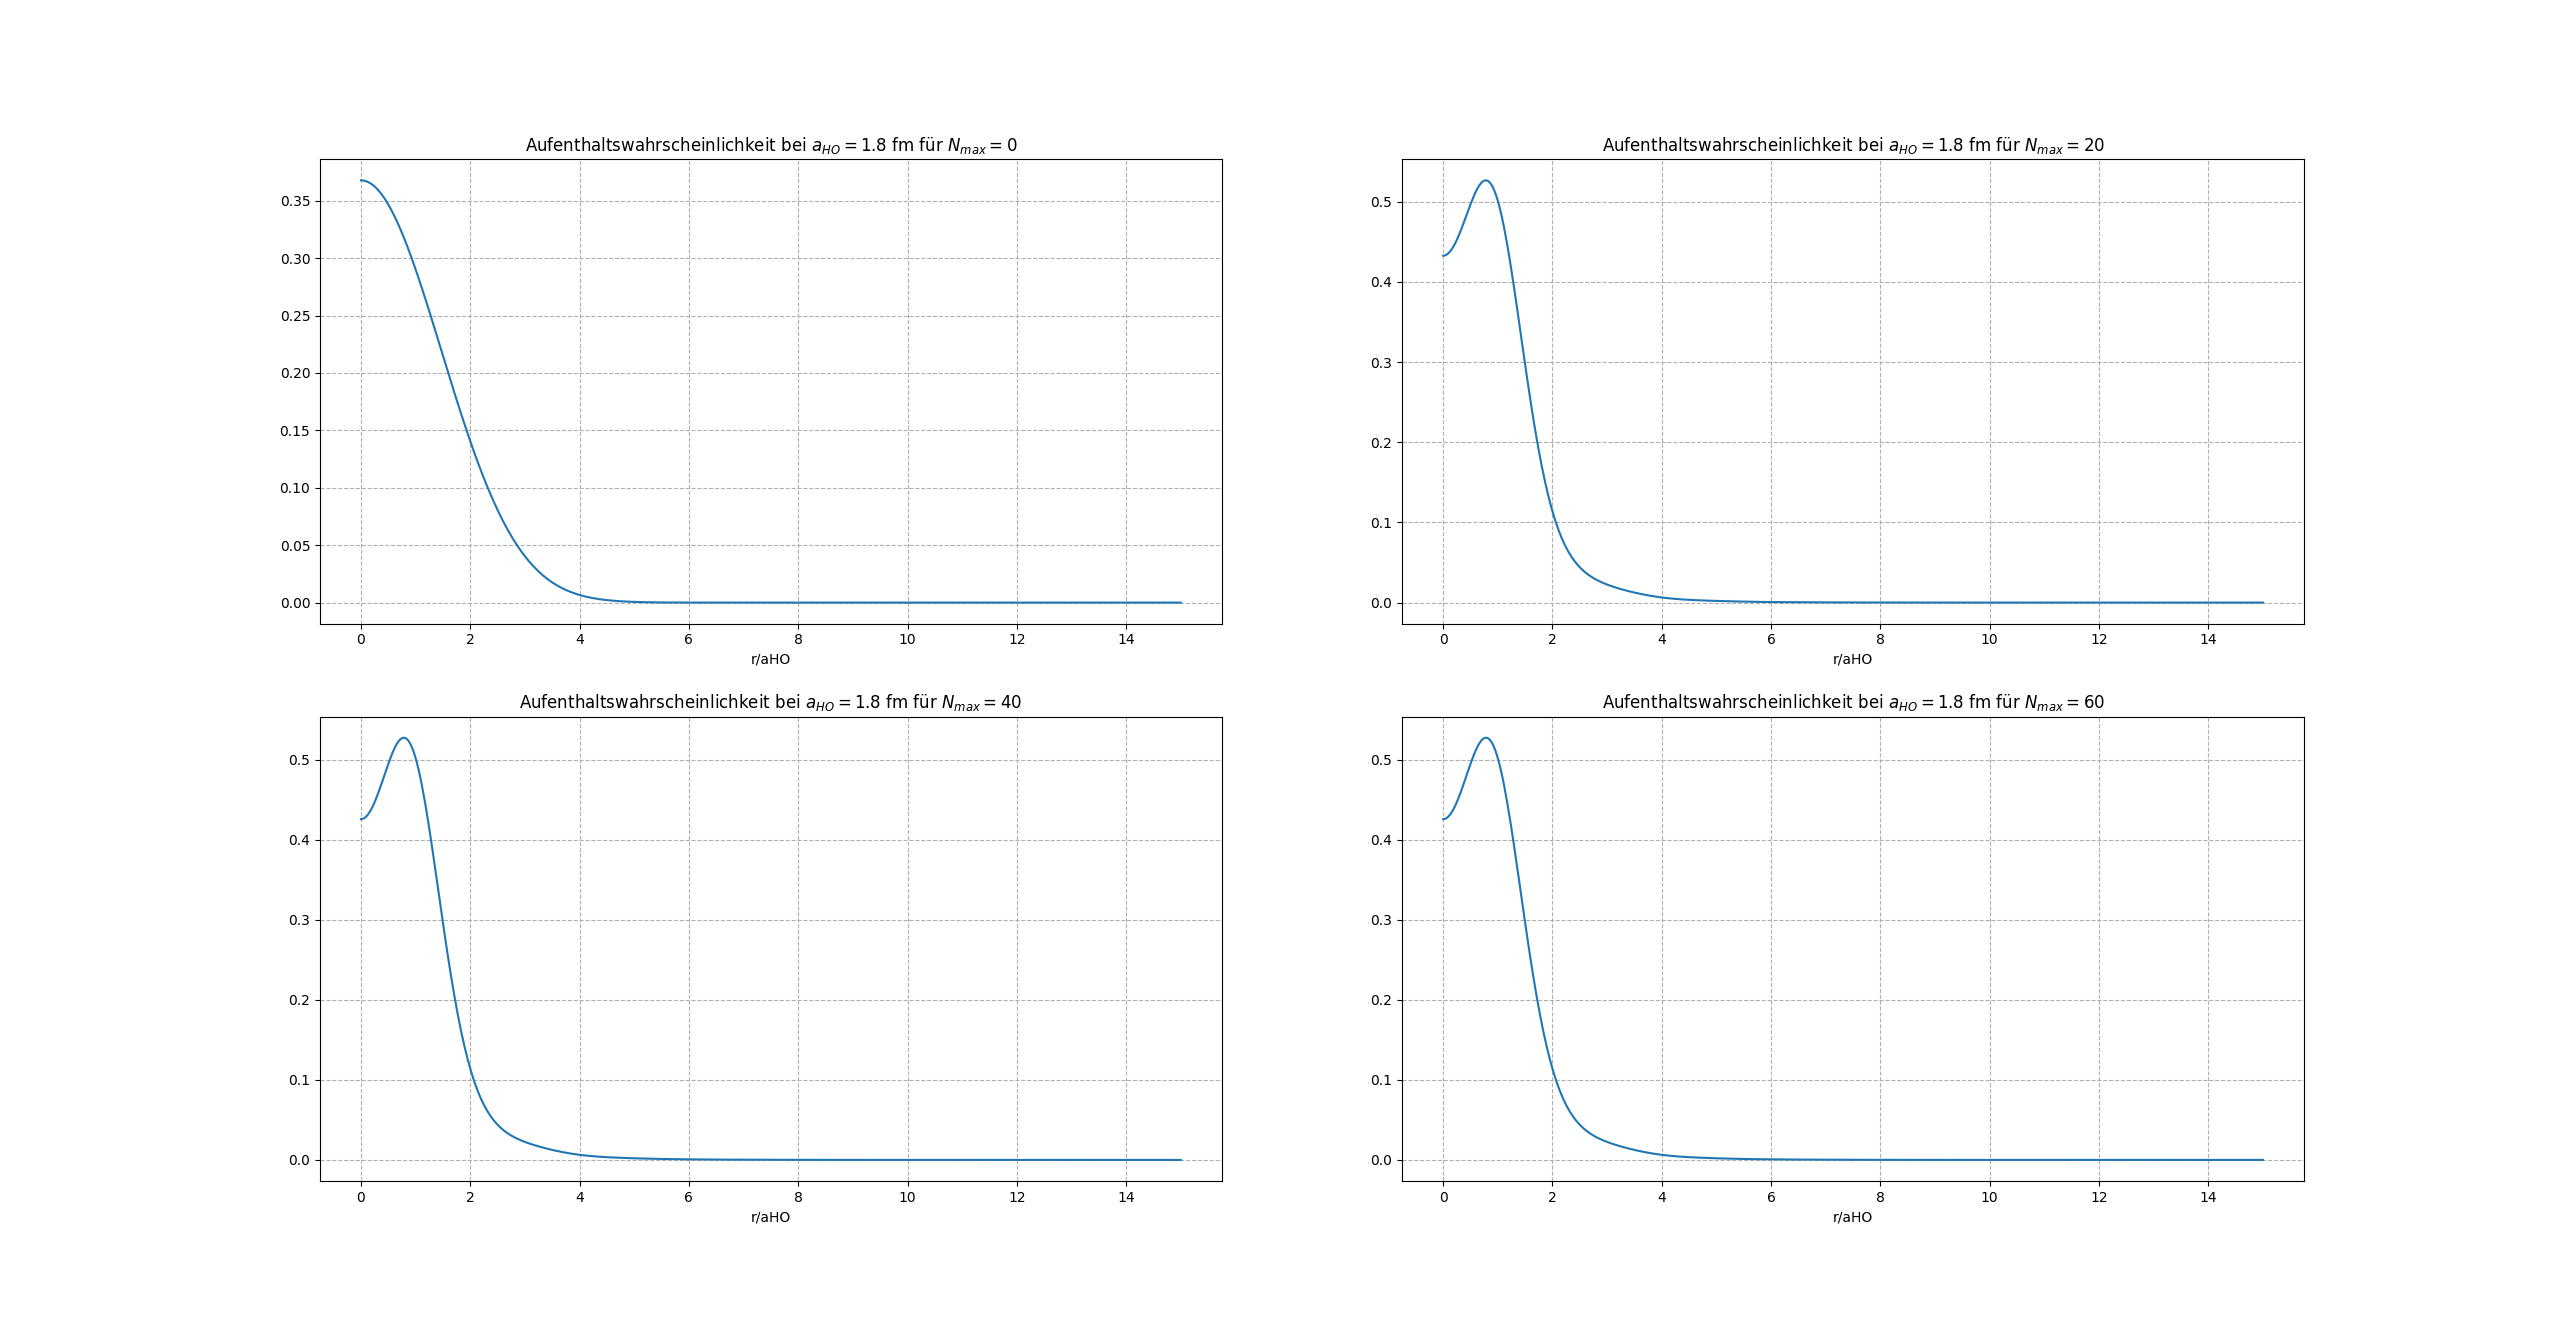 Aufenthaltswahrscheinlichkeit bei a_HO = 1.8 fm für N_max = 0
0.35
0.30
0.25
0.20
0.15
0.10
0.05
0.00
0 2 4 6 8 10 12 14
r/aHO
Aufenthaltswahrscheinlichkeit bei a_HO = 1.8 fm für N_max = 20
0.5
0.4
0.3
0.2
0.1
0.0
0 2 4 6 8 10 12 14
r/aHO
Aufenthaltswahrscheinlichkeit bei a_HO = 1.8 fm für N_max = 40
0.5
0.4
0.3
0.2
0.1
0.0
0 2 4 6 8 10 12 14
r/aHO
Aufenthaltswahrscheinlichkeit bei a_HO = 1.8 fm für N_max = 60
0.5
0.4
0.3
0.2
0.1
0.0
0 2 4 6 8 10 12 14
r/aHO